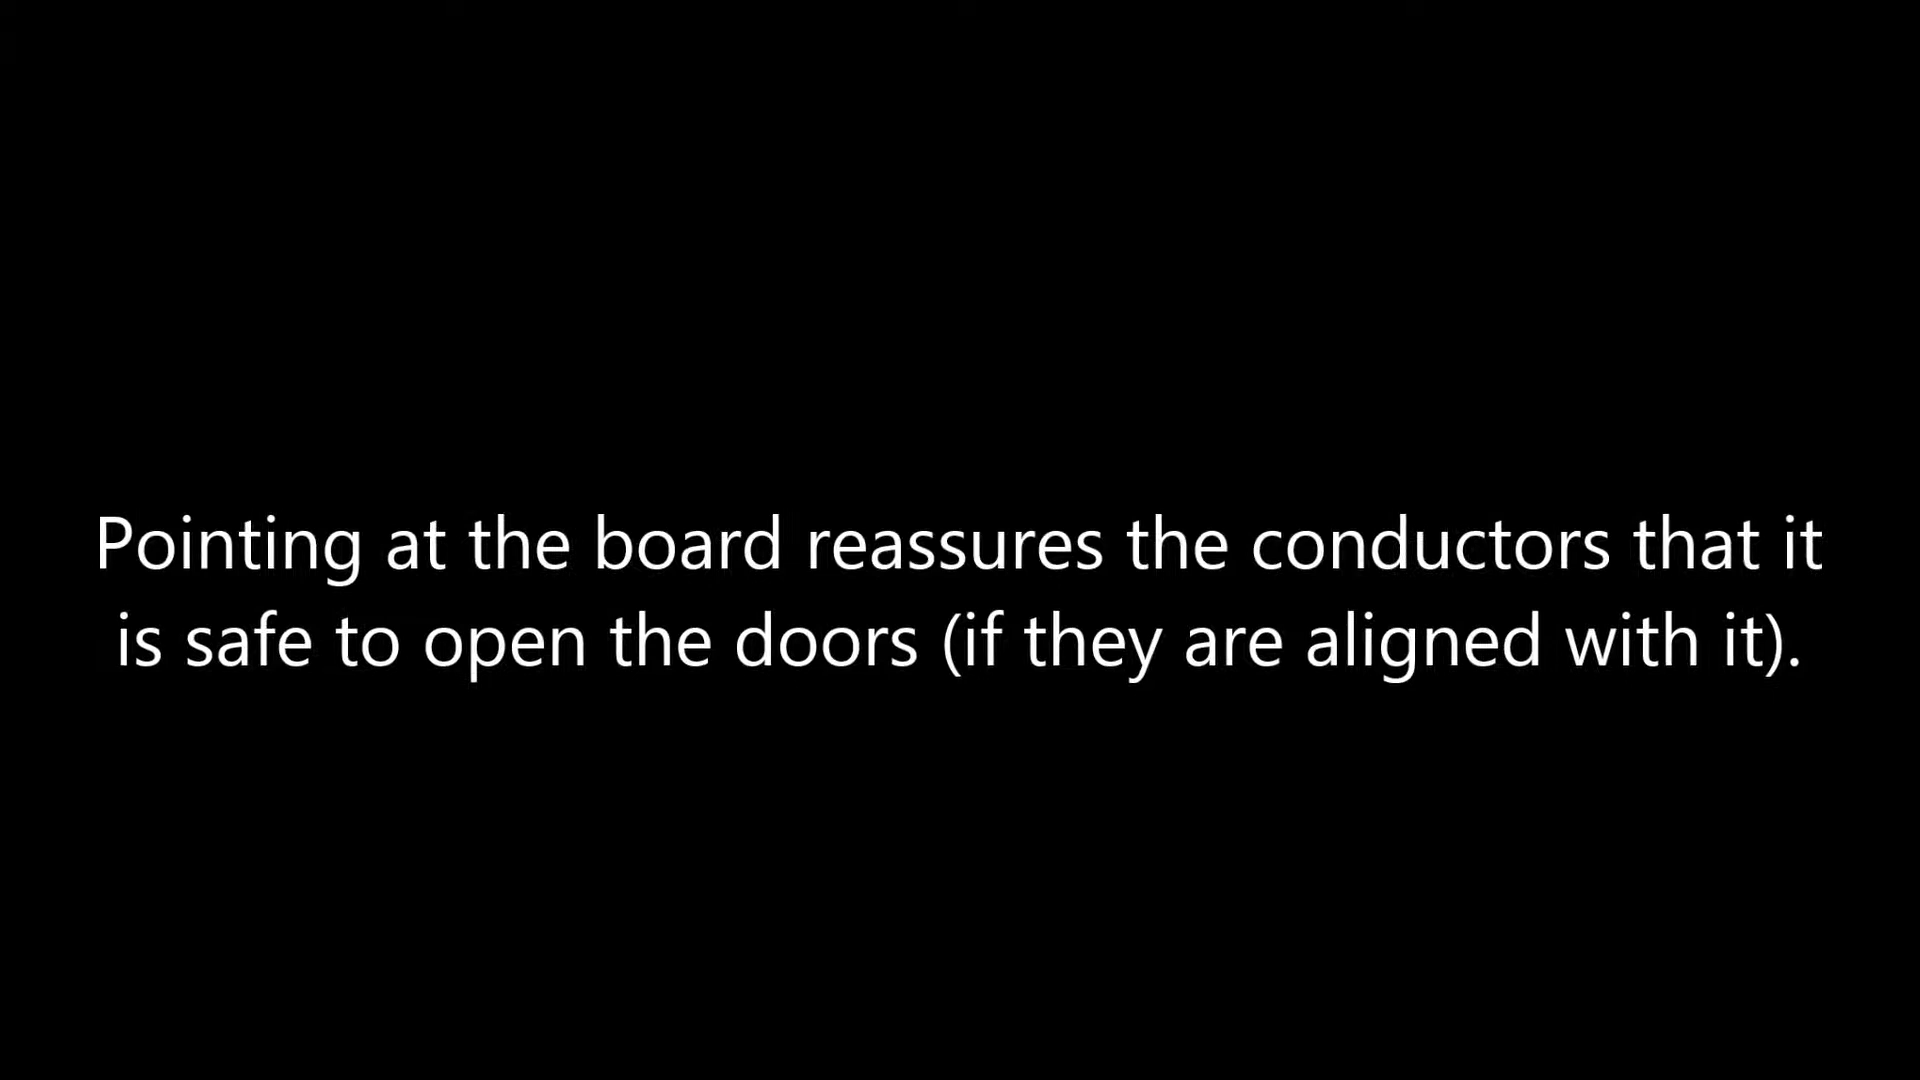 Pointing at the board reassures the conductors that it
is safe to open the doors (if they are aligned with it).